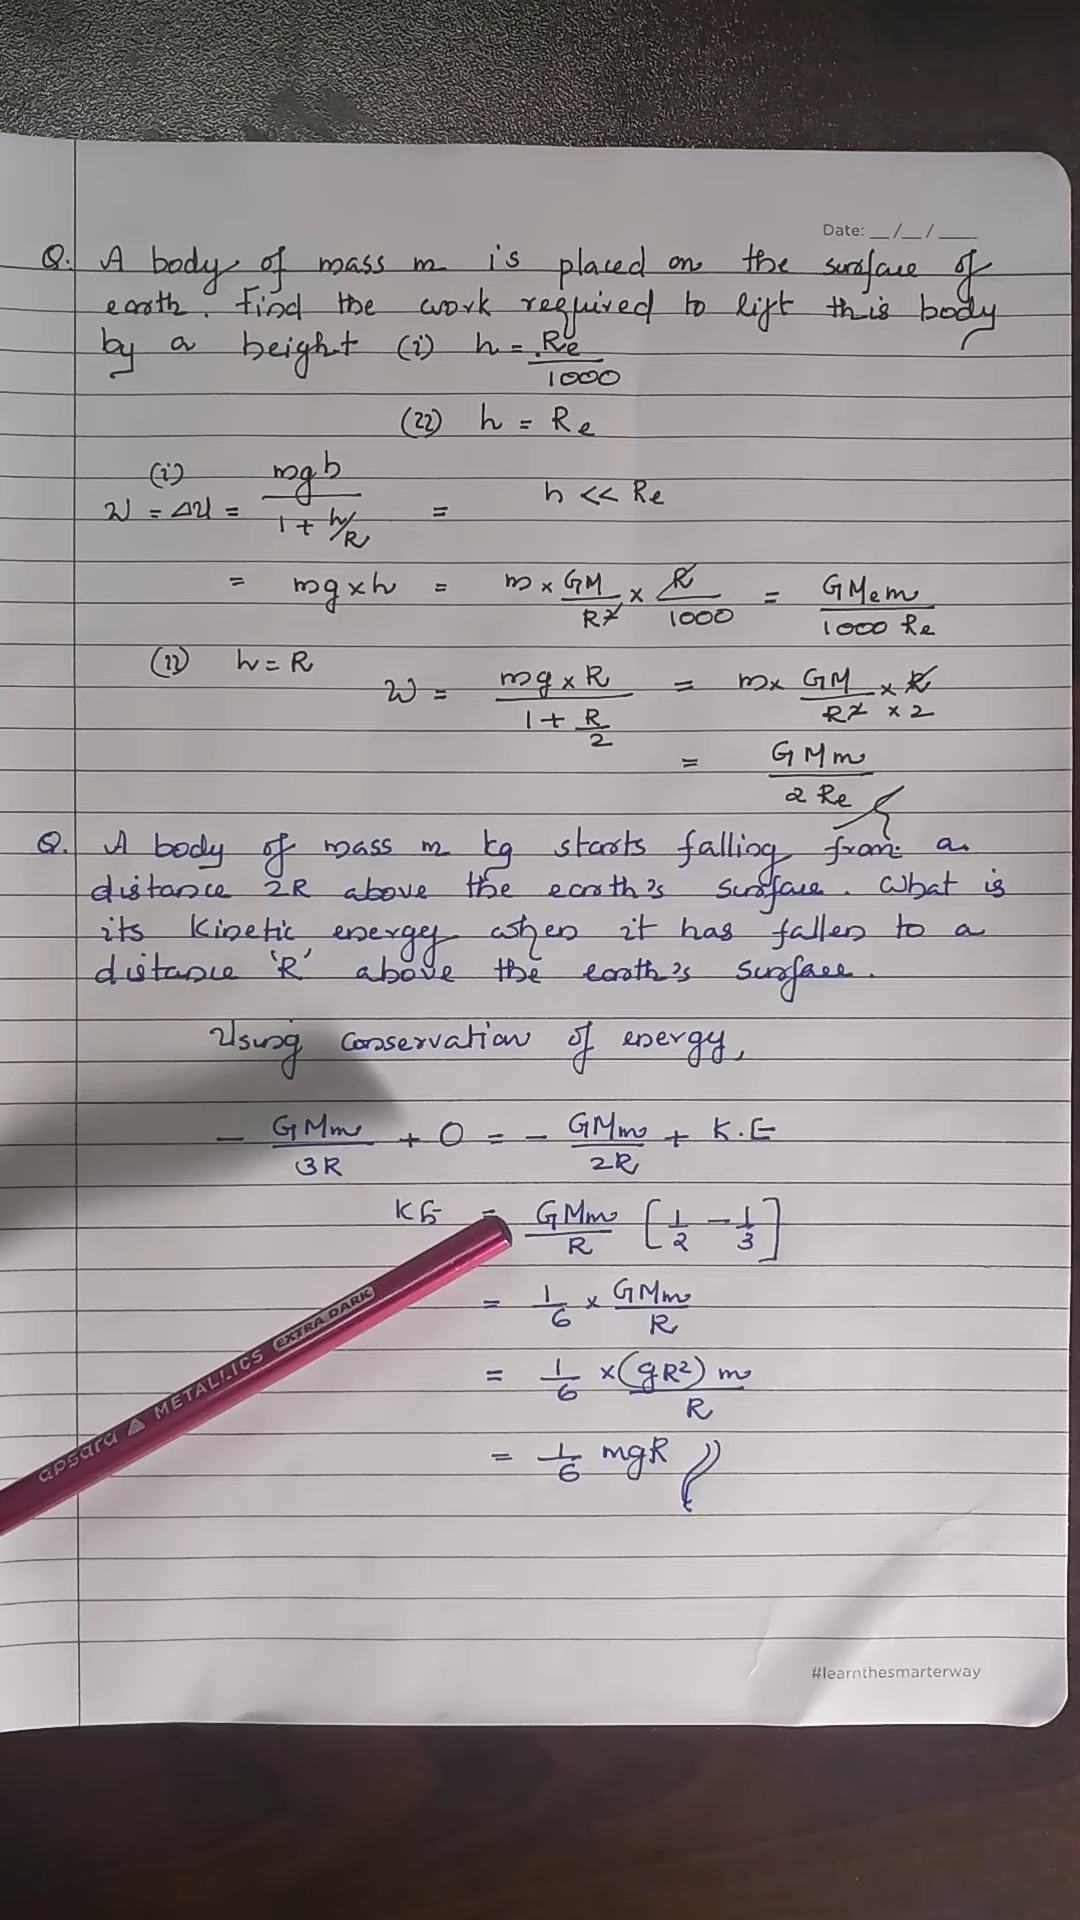 Date: __/__/____
Q. A body of mass m is placed on the surface of
earth. Find the work required to lift this body
by a height (i) h = Re/1000
(ii) h = Re
(i)
W = ΔU = mgh/(1 + h/R) = h << Re
= mg×h = m × GM/R² × R/1000 = GMem/1000 Re
(ii) h = R
W = mg×R/(1 + R/2) = m× GM/R² × R/×2
= GMm/2 Re
Q. A body of mass m kg starts falling from a
distance 2R above the earth's surface. What is
its Kinetic energy when it has fallen to a
distance 'R' above the earth's surface.
Using conservation of energy,
- GMm/3R + 0 = - GMm/2R + K.E
KE = GMm/R [1/2 - 1/3]
= 1/6 × GMm/R
= 1/6 × (gR²) m/R
= 1/6 mgR
apsara METALLICS EXTRA DARK
#learnthesmarterway